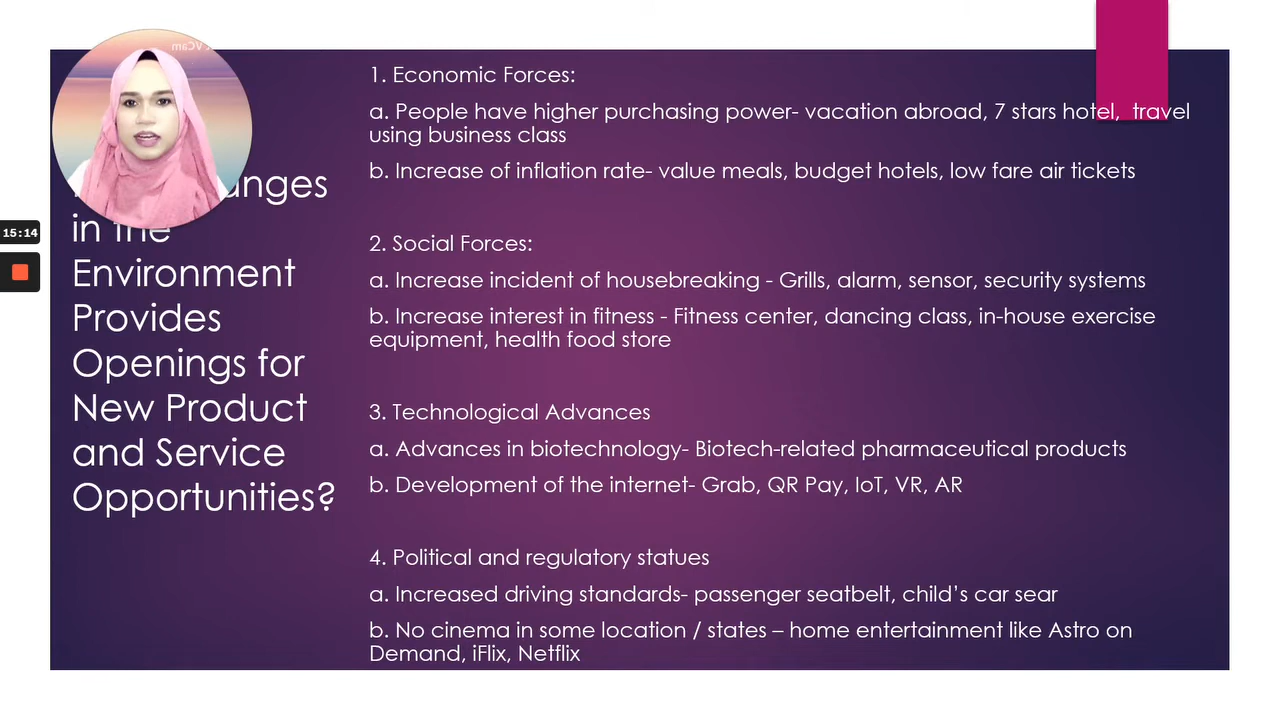 VCam
1. Economic Forces:
a. People have higher purchasing power- vacation abroad, 7 stars hotel, travel
using business class
b. Increase of inflation rate- value meals, budget hotels, low fare air tickets
2. Social Forces:
a. Increase incident of housebreaking - Grills, alarm, sensor, security systems
b. Increase interest in fitness - Fitness center, dancing class, in-house exercise
equipment, health food store
3. Technological Advances
a. Advances in biotechnology- Biotech-related pharmaceutical products
b. Development of the internet- Grab, QR Pay, IoT, VR, AR
4. Political and regulatory statues
a. Increased driving standards- passenger seatbelt, child's car sear
b. No cinema in some location / states – home entertainment like Astro on
Demand, iFlix, Netflix
in the
Environment
Provides
Openings for
New Product
and Service
Opportunities?
15:14